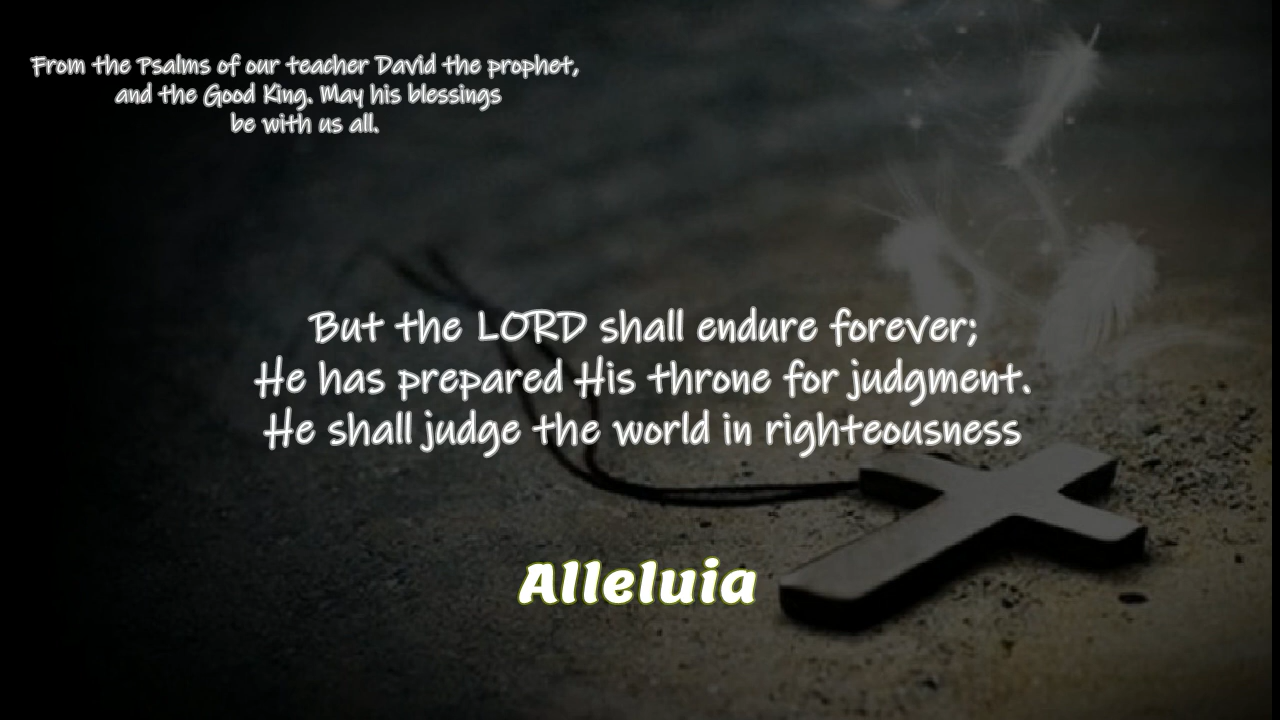 From the Psalms of our teacher David the prophet,
and the Good King. May his blessings
be with us all.
But the LORD shall endure forever;
He has prepared His throne for judgment.
He shall judge the world in righteousness
Alleluia